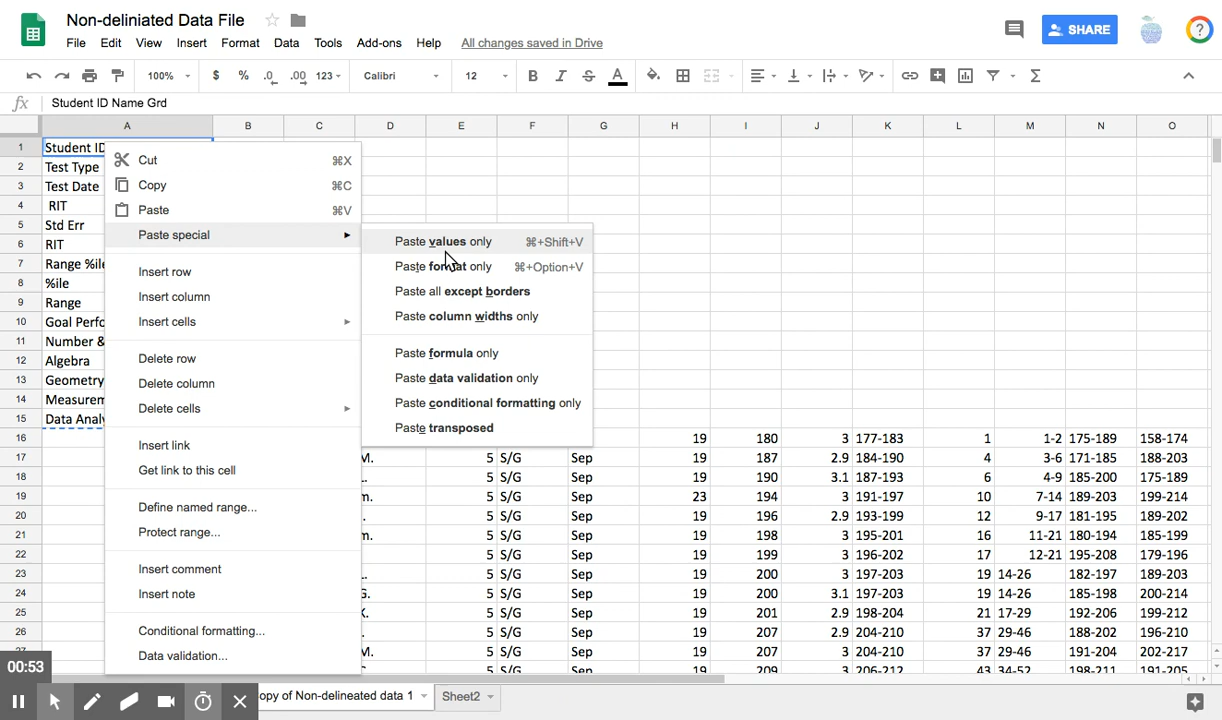 Non-deliniated Data File
File Edit View Insert Format Data Tools Add-ons Help All changes saved in Drive
SHARE
100% $ % .0 .00 123 Calibri 12 B I S A
fx Student ID Name Grd
A B C D E F G H I J K L M N O
1 Student ID
2 Test Type
3 Test Date
4 RIT
5 Std Err
6 RIT
7 Range %ile
8 %ile
9 Range
10 Goal Perfo
11 Number &
12 Algebra
13 Geometry
14 Measurem
15 Data Analy
Cut ⌘X
Copy ⌘C
Paste ⌘V
Paste special
Insert row
Insert column
Insert cells
Delete row
Delete column
Delete cells
Insert link
Get link to this cell
Define named range...
Protect range...
Insert comment
Insert note
Conditional formatting...
Data validation...
Paste values only ⌘+Shift+V
Paste format only ⌘+Option+V
Paste all except borders
Paste column widths only
Paste formula only
Paste data validation only
Paste conditional formatting only
Paste transposed
16 19 180 3 177-183 1 1-2 175-189 158-174
17 M. 5 S/G Sep 19 187 2.9 184-190 4 3-6 171-185 188-203
18 5 S/G Sep 19 190 3.1 187-193 6 4-9 185-200 175-189
19 m. 5 S/G Sep 23 194 3 191-197 10 7-14 189-203 199-214
20 . 5 S/G Sep 19 196 2.9 193-199 12 9-17 181-195 189-202
21 m. 5 S/G Sep 19 198 3 195-201 16 11-21 180-194 185-199
22 5 S/G Sep 19 199 3 196-202 17 12-21 195-208 179-196
23 5 S/G Sep 19 200 3 197-203 19 14-26 182-197 189-203
24 G. 5 S/G Sep 19 200 3.1 197-203 19 14-26 185-198 200-214
25 5 S/G Sep 19 201 2.9 198-204 21 17-29 192-206 199-212
26 5 S/G Sep 19 207 2.9 204-210 37 29-46 188-202 196-210
27 M. 5 S/G Sep 19 207 3 204-210 37 29-46 191-204 202-217
5 S/G Sep 19 209 3 206-212 43 34-52 198-211 191-205
00:53
opy of Non-delineated data 1 Sheet2